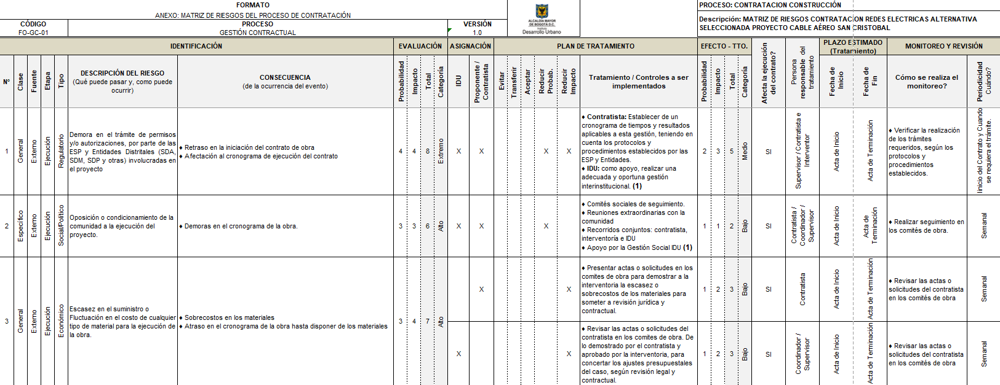 FORMATO
ANEXO: MATRIZ DE RIESGOS DEL PROCESO DE CONTRATACIÓN
CÓDIGO
FO-GC-01
PROCESO
GESTIÓN CONTRACTUAL
VERSIÓN
1.0
ALCALDÍA MAYOR
DE BOGOTÁ D.C.
Instituto
Desarrollo Urbano
PROCESO: CONTRATACION CONSTRUCCIÓN
Descripción: MATRIZ DE RIESGOS CONTRATACION REDES ELECTRICAS ALTERNATIVA
SELECCIONADA PROYECTO CABLE AÉREO SAN CRISTOBAL
IDENTIFICACIÓN
EVALUACIÓN
ASIGNACIÓN
PLAN DE TRATAMIENTO
EFECTO - TTO.
Afecta la ejecución
del contrato?
Persona
responsable del
tratamiento
PLAZO ESTIMADO
(Tratamiento)
MONITOREO Y REVISIÓN
N°
Clase
Fuente
Etapa
Tipo
DESCRIPCIÓN DEL RIESGO
(Qué puede pasar y, como puede
ocurrir)
CONSECUENCIA
(de la ocurrencia del evento)
Probabilidad
Impacto
Total
Categoría
IDU
Proponente /
Contratista
Evitar
Transferir
Aceptar
Reducir
Probab.
Reducir
Impacto
Tratamiento / Controles a ser
implementados
Probabilidad
Impacto
Total
Categoría
Fecha de
Inicio
Fecha de
Fin
Cómo se realiza el
monitoreo?
Periodicidad
Cuándo?
1
General
Externo
Ejecución
Regulatorio
Demora en el trámite de permisos
y/o autorizaciones, por parte de las
ESP y Entidades Distritales (SDA,
SDM, SDP y otras) involucradas en
el proyecto
♦ Retraso en la iniciación del contrato de obra
♦ Afectación al cronograma de ejecución del contrato
4
4
8
Extremo
X
X
X
X
♦ Contratista: Establecer de un
cronograma de tiempos y resultados
aplicables a esta gestión, teniendo en
cuenta los protocolos y
procedimientos establecidos por las
ESP y Entidades.
♦ IDU: como apoyo, realizar una
adecuada y oportuna gestión
interinstitucional. (1)
2
3
5
Medio
SI
Supervisor / Contratista e
Interventor
Acta de Inicio
Acta de Terminación
♦ Verificar la realización
de los trámites
requeridos, según los
protocolos y
procedimientos
establecidos.
Iinicio del Contrato y Cuando
se requiera el trámite.
2
Específico
Externo
Ejecución
Social/Político
Oposición o condicionamiento de la
comunidad a la ejecución del
proyecto.
♦ Demoras en el cronograma de la obra.
3
3
6
Alto
X
X
X
♦ Comités sociales de seguimiento.
♦ Reuniones extraordinarias con la
comunidad
♦ Recorridos conjuntos: contratista,
interventoría e IDU
♦ Apoyo por la Gestión Social IDU (1)
1
1
2
Bajo
SI
Contratista /
Coordinador /
Supervisor
Acta de Inicio
Acta de
Terminación
♦ Realizar seguimiento en
los comités de obra.
Semanal
3
General
Externo
Ejecución
Económico
Escasez en el suministro o
Fluctuación en el costo de cualquier
tipo de material para la ejecución de
la obra.
♦ Sobrecostos en los materiales
♦ Atraso en el cronograma de la obra hasta disponer de los materiales
3
4
7
Alto
X
X
♦ Presentar actas o solicitudes en los
comites de obra para demostrar a la
interventoria la escasez o
sobrecostos de los materiales para
someter a revisión jurídica y
contractual.
1
2
3
Bajo
SI
Contratista
Acta de Inicio
Acta de Terminación
♦ Revisar las actas o
solicitudes del contratista
en los comités de obra
Semanal
X
X
♦ Revisar las actas o solicitudes del
contratista en los comites de obra. De
lo demostrado por el contratista y
aprobado por la interventoria, para
concertar los ajustes presupuestales
del caso, según revisión legal y
contractual.
1
2
3
Bajo
SI
Coordinador /
Supervisor
Acta de Inicio
Acta de Terminación
♦ Revisar las actas o
solicitudes del contratista
en los comités de obra
Semanal